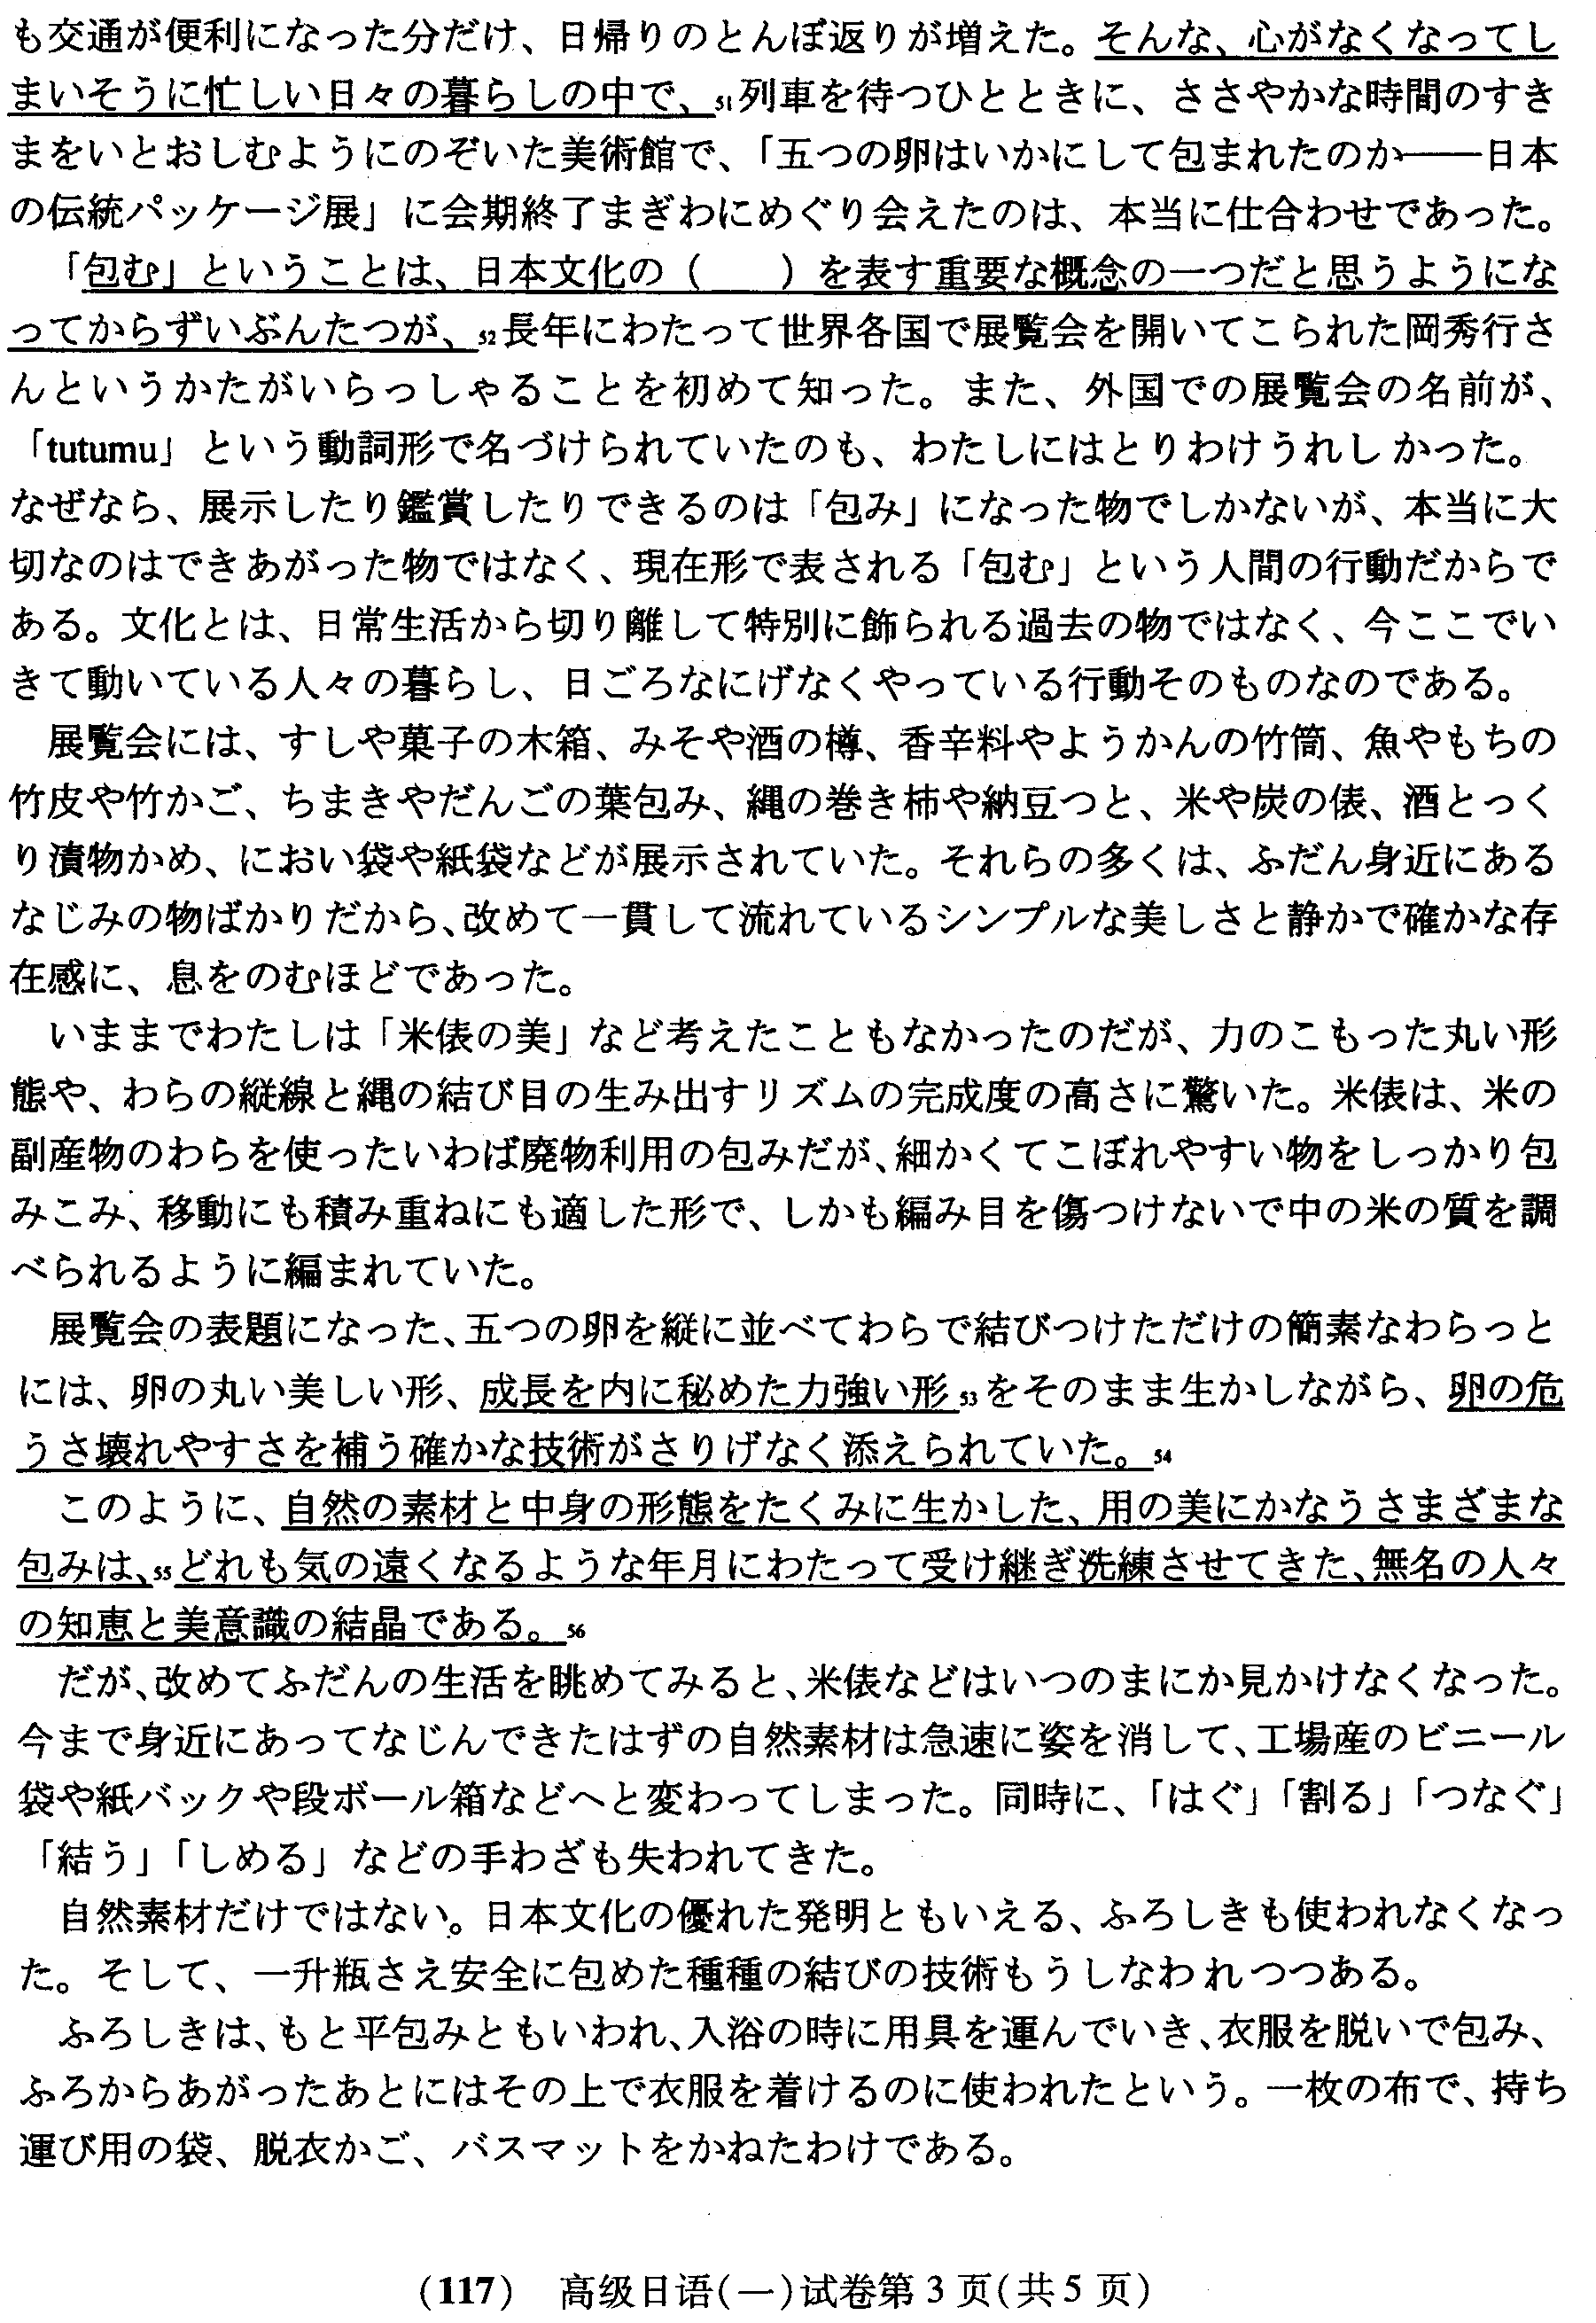 も交通が便利になった分だけ、日帰りのとんぼ返りが増えた。そんな、心がなくなってし
まいそうに忙しい日々の暮らしの中で、51列車を待つひとときに、ささやかな時間のすき
まをいとおしむようにのぞいた美術館で、「五つの卵はいかにして包まれたのか——日本
の伝統パッケージ展」に会期終了まぎわにめぐり会えたのは、本当に仕合わせであった。
「包む」ということは、日本文化の（　　）を表す重要な概念の一つだと思うようにな
ってからずいぶんたつが、52長年にわたって世界各国で展覧会を開いてこられた岡秀行さ
んというかたがいらっしゃることを初めて知った。また、外国での展覧会の名前が、
「tutumu」という動詞形で名づけられていたのも、わたしにはとりわけうれしかった。
なぜなら、展示したり鑑賞したりできるのは「包み」になった物でしかないが、本当に大
切なのはできあがった物ではなく、現在形で表される「包む」という人間の行動だからで
ある。文化とは、日常生活から切り離して特別に飾られる過去の物ではなく、今ここでい
きて動いている人々の暮らし、日ごろなにげなくやっている行動そのものなのである。
展覧会には、すしや菓子の木箱、みそや酒の樽、香辛料やようかんの竹筒、魚やもちの
竹皮や竹かご、ちまきやだんごの葉包み、縄の巻き柿や納豆つと、米や炭の俵、酒とっく
り漬物かめ、におい袋や紙袋などが展示されていた。それらの多くは、ふだん身近にある
なじみの物ばかりだから、改めて一貫して流れているシンプルな美しさと静かで確かな存
在感に、息をのむほどであった。
いままでわたしは「米俵の美」など考えたこともなかったのだが、力のこもった丸い形
態や、わらの縦線と縄の結び目の生み出すリズムの完成度の高さに驚いた。米俵は、米の
副産物のわらを使ったいわば廃物利用の包みだが、細かくてこぼれやすい物をしっかり包
みこみ、移動にも積み重ねにも適した形で、しかも編み目を傷つけないで中の米の質を調
べられるように編まれていた。
展覧会の表題になった、五つの卵を縦に並べてわらで結びつけただけの簡素なわらっと
には、卵の丸い美しい形、成長を内に秘めた力強い形53をそのまま生かしながら、卵の危
うさ壊れやすさを補う確かな技術がさりげなく添えられていた。54
このように、自然の素材と中身の形態をたくみに生かした、用の美にかなうさまざまな
包みは、55どれも気の遠くなるような年月にわたって受け継ぎ洗練させてきた、無名の人々
の知恵と美意識の結晶である。56
だが、改めてふだんの生活を眺めてみると、米俵などはいつのまにか見かけなくなった。
今まで身近にあってなじんできたはずの自然素材は急速に姿を消して、工場産のビニール
袋や紙バックや段ボール箱などへと変わってしまった。同時に、「はぐ」「割る」「つなぐ」
「結う」「しめる」などの手わざも失われてきた。
自然素材だけではない。日本文化の優れた発明ともいえる、ふろしきも使われなくなっ
た。そして、一升瓶さえ安全に包めた種種の結びの技術もうしなわれつつある。
ふろしきは、もと平包みともいわれ、入浴の時に用具を運んでいき、衣服を脱いで包み、
ふろからあがったあとにはその上で衣服を着けるのに使われたという。一枚の布で、持ち
運び用の袋、脱衣かご、バスマットをかねたわけである。
(117)　高级日语(一)试卷第 3 页(共 5 页)